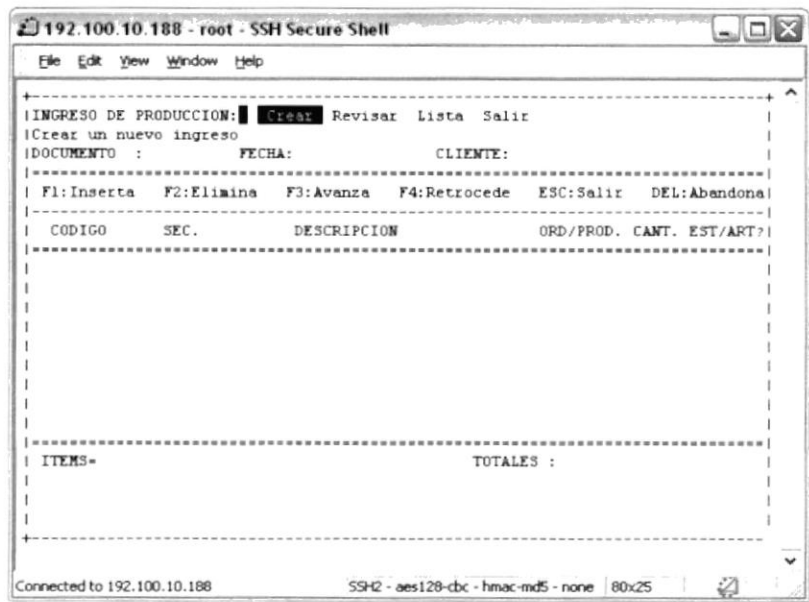 192.100.10.188 - root - SSH Secure Shell
File Edit View Window Help
INGRESO DE PRODUCCION: Crear Revisar Lista Salir
Crear un nuevo ingreso
DOCUMENTO : FECHA: CLIENTE:
F1:Inserta F2:Elimina F3:Avanza F4:Retrocede ESC:Salir DEL:Abandona
CODIGO SEC. DESCRIPCION ORD/PROD. CANT. EST/ART?
ITEMS= TOTALES :
Connected to 192.100.10.188 SSH2 - aes128-cbc - hmac-md5 - none 80x25